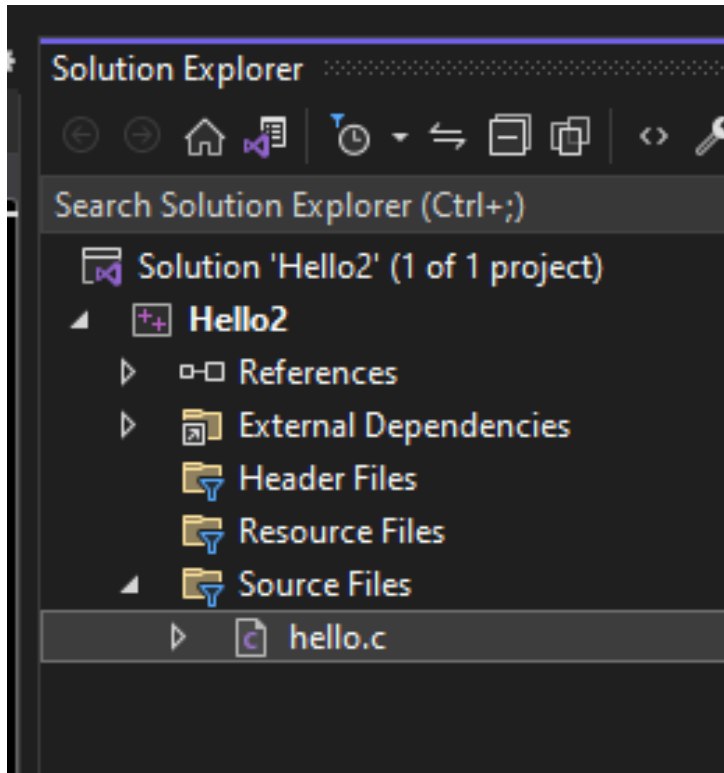 Solution Explorer
Search Solution Explorer (Ctrl+;)
Solution 'Hello2' (1 of 1 project)
Hello2
References
External Dependencies
Header Files
Resource Files
Source Files
hello.c